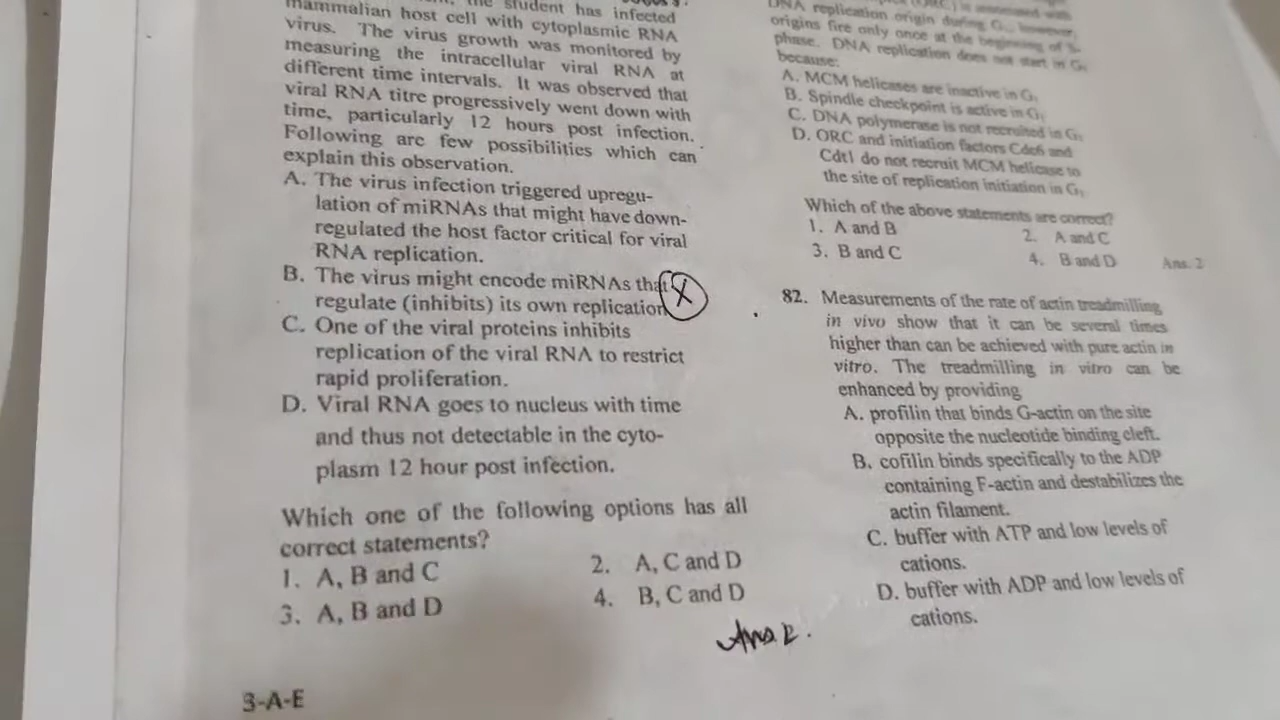 the student has infected
mammalian host cell with cytoplasmic RNA
virus. The virus growth was monitored by
measuring the intracellular viral RNA at
different time intervals. It was observed that
viral RNA titre progressively went down with
time, particularly 12 hours post infection.
Following are few possibilities which can
explain this observation.
A. The virus infection triggered upregu-
lation of miRNAs that might have down-
regulated the host factor critical for viral
RNA replication.
B. The virus might encode miRNAs that
regulate (inhibits) its own replication
X
C. One of the viral proteins inhibits
replication of the viral RNA to restrict
rapid proliferation.
D. Viral RNA goes to nucleus with time
and thus not detectable in the cyto-
plasm 12 hour post infection.
Which one of the following options has all
correct statements?
1. A, B and C
2. A, C and D
3. A, B and D
4. B, C and D
Ans
3-A-E
is associated with
DNA replication origin during G₁, however,
origins fire only once at the beginning of S-
phase. DNA replication does not start in G₁
because:
A. MCM helicases are inactive in G₁
B. Spindle checkpoint is active in G₁
C. DNA polymerase is not recruited in G₁
D. ORC and initiation factors Cdc6 and
Cdt1 do not recruit MCM helicase to
the site of replication initiation in G₁
Which of the above statements are correct?
1. A and B
2. A and C
3. B and C
4. B and D
Ans. 2
82. Measurements of the rate of actin treadmilling
in vivo show that it can be several times
higher than can be achieved with pure actin in
vitro. The treadmilling in vitro can be
enhanced by providing
A. profilin that binds G-actin on the site
opposite the nucleotide binding cleft.
B. cofilin binds specifically to the ADP
containing F-actin and destabilizes the
actin filament.
C. buffer with ATP and low levels of
cations.
D. buffer with ADP and low levels of
cations.